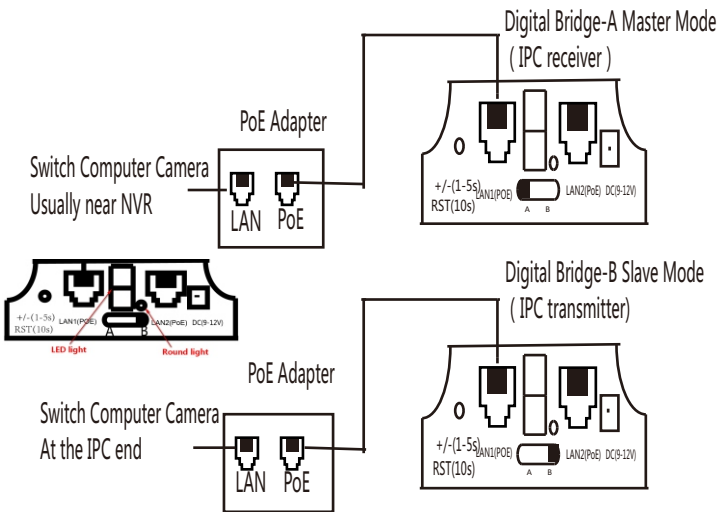 Digital Bridge-A Master Mode
( IPC receiver )
PoE Adapter
Switch Computer Camera
Usually near NVR
LAN PoE
+/-(1-5s)
RST(10s)
LAN1(POE)
A B
LAN2(PoE) DC(9-12V)
+/-(1-5s)
RST(10s)
LAN1(POE)
A B
LAN2(PoE) DC(9-12V)
LED light
Round light
Digital Bridge-B Slave Mode
( IPC transmitter)
PoE Adapter
Switch Computer Camera
At the IPC end
LAN PoE
+/-(1-5s)
RST(10s)
LAN1(POE)
A B
LAN2(PoE) DC(9-12V)